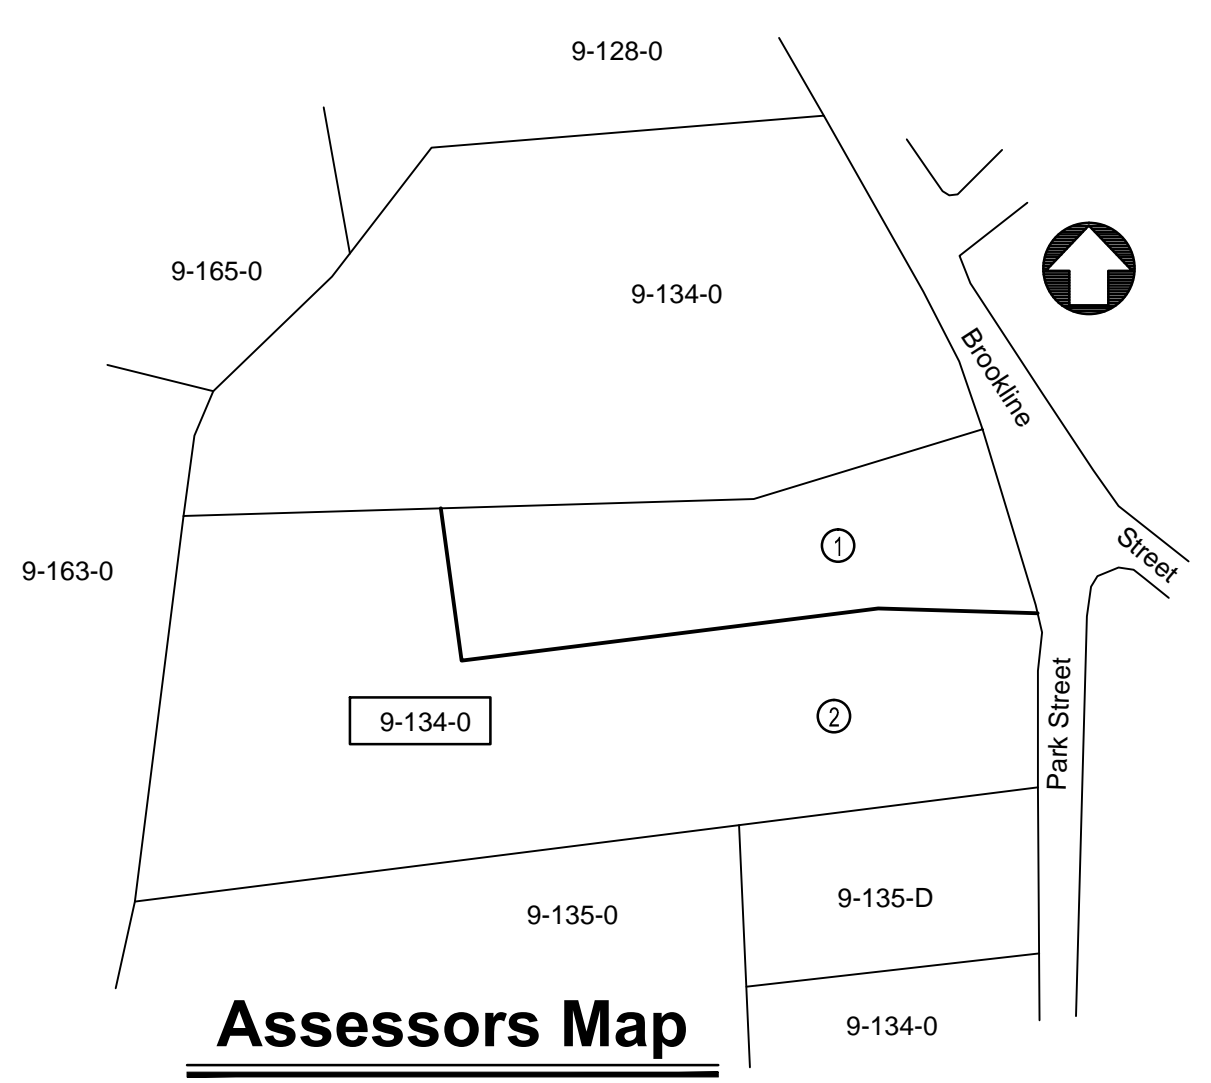 9-128-0
9-165-0
9-134-0
Brookline
Street
1
9-163-0
Park Street
9-134-0
2
9-135-0
9-135-D
Assessors Map
9-134-0